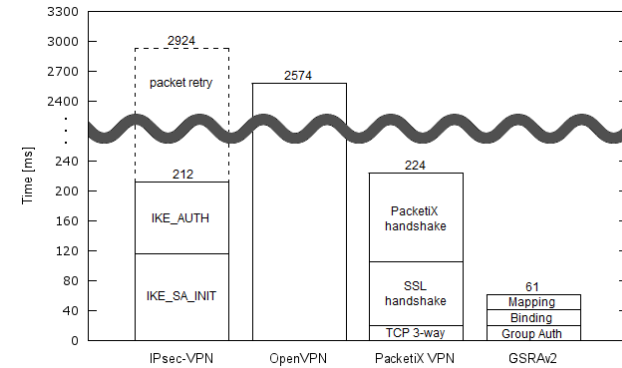 3300
3000
2700
2400
240
200
160
120
80
40
0
Time [ms]
2924
packet retry
212
IKE_AUTH
IKE_SA_INIT
2574
224
PacketiX
handshake
SSL
handshake
TCP 3-way
61
Mapping
Binding
Group Auth
IPsec-VPN
OpenVPN
PacketiX VPN
GSRAv2